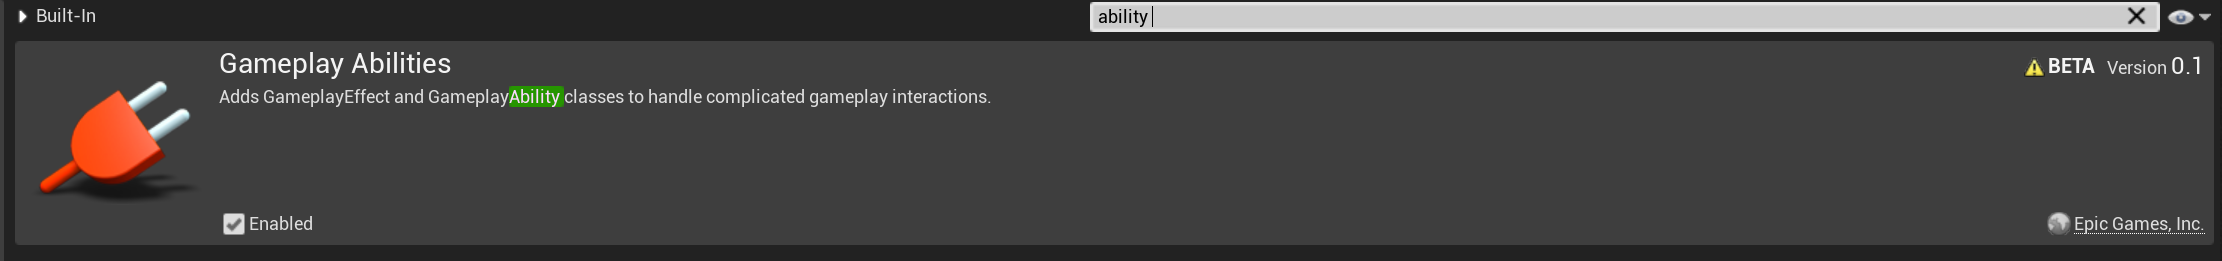 Built-In
ability
Gameplay Abilities
BETA Version 0.1
Adds GameplayEffect and GameplayAbility classes to handle complicated gameplay interactions.
Enabled
Epic Games, Inc.